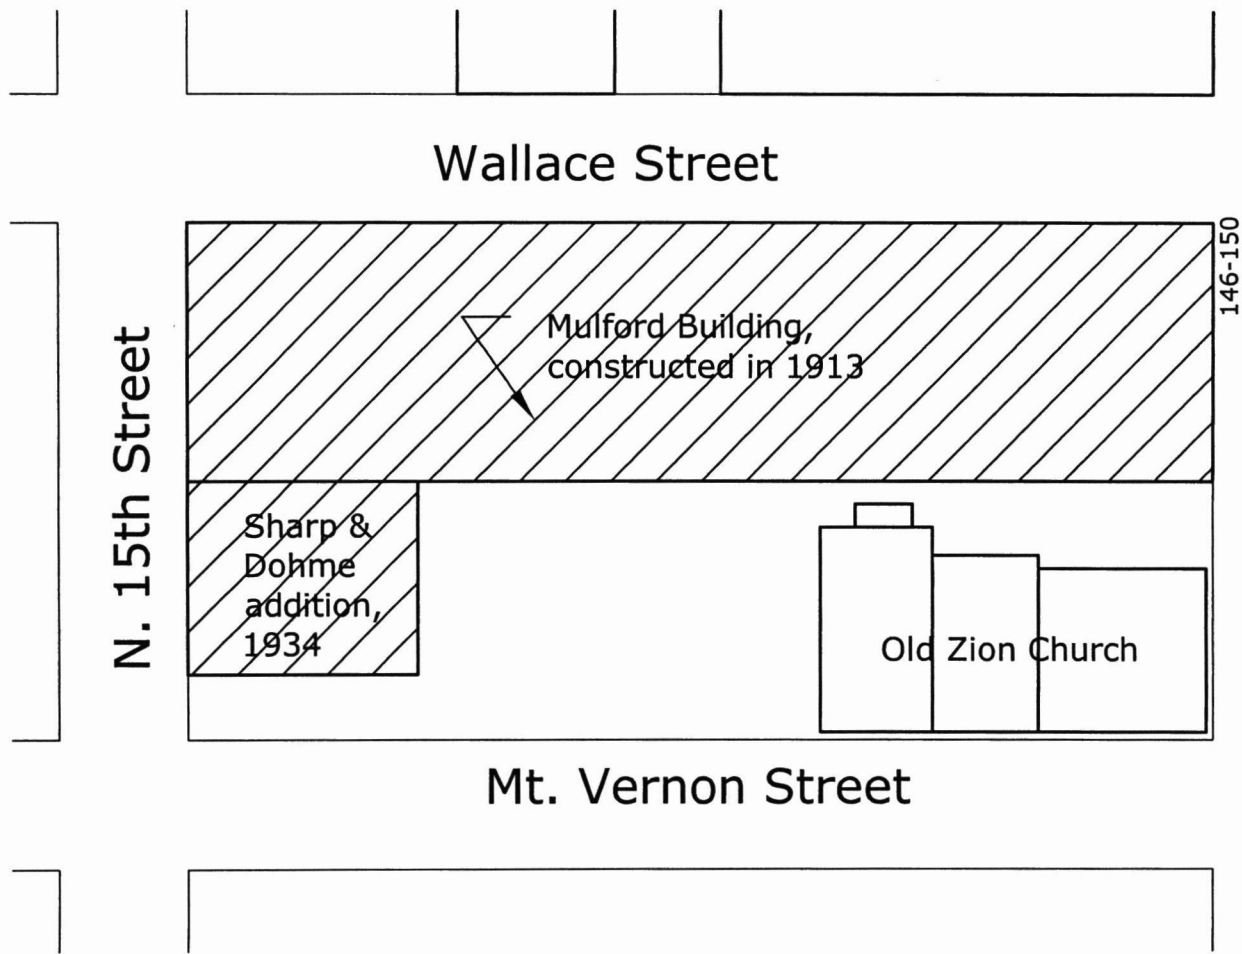 Wallace Street
146-150
Mulford Building,
constructed in 1913
N. 15th Street
Sharp &
Dohme
addition,
1934
Old Zion Church
Mt. Vernon Street